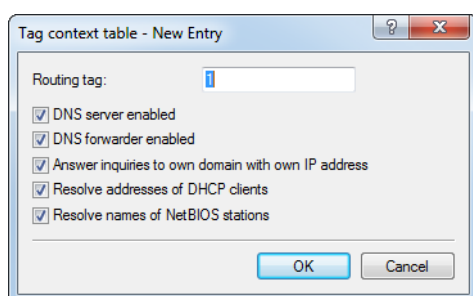 Tag context table - New Entry
?
Routing tag: 1
DNS server enabled
DNS forwarder enabled
Answer inquiries to own domain with own IP address
Resolve addresses of DHCP clients
Resolve names of NetBIOS stations
OK Cancel